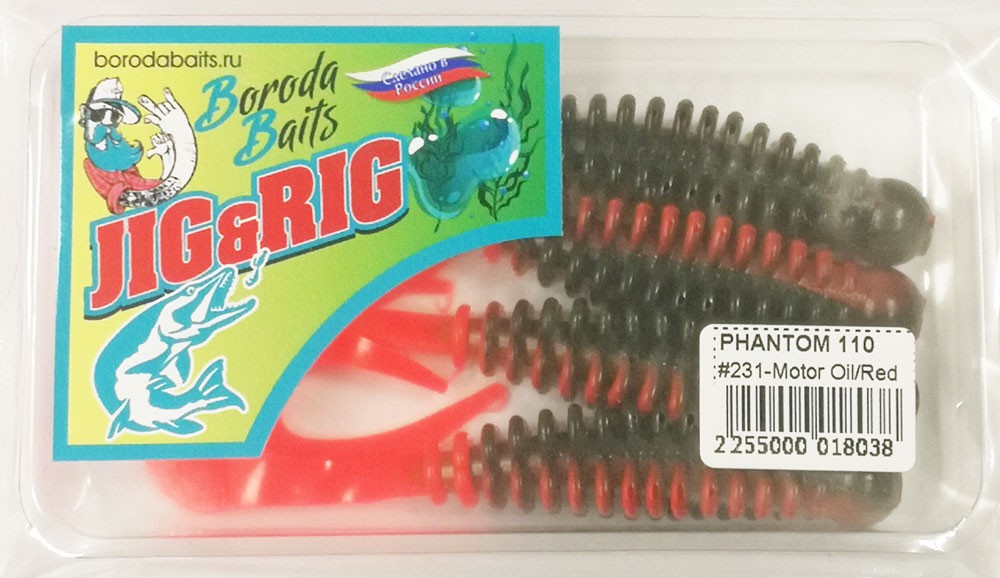 borodabaits.ru
Boroda
Baits
Сделано в
России
JIG&RIG
PHANTOM 110
#231-Motor Oil/Red
2 255000 018038